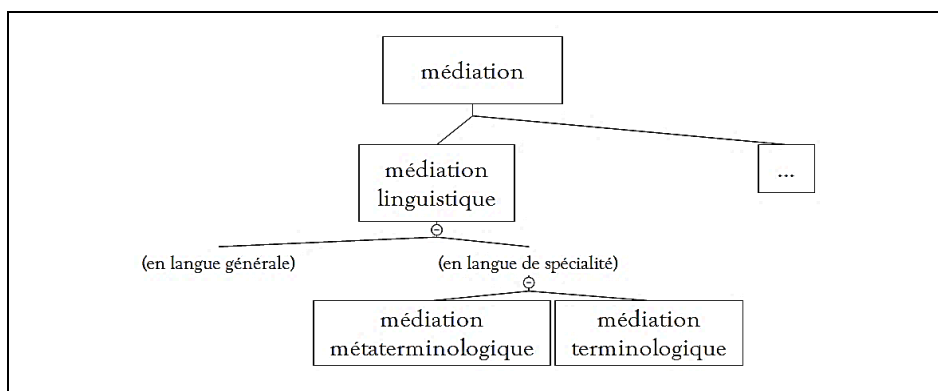 médiation
médiation
linguistique
...
(en langue générale)
(en langue de spécialité)
médiation
métaterminologique
médiation
terminologique